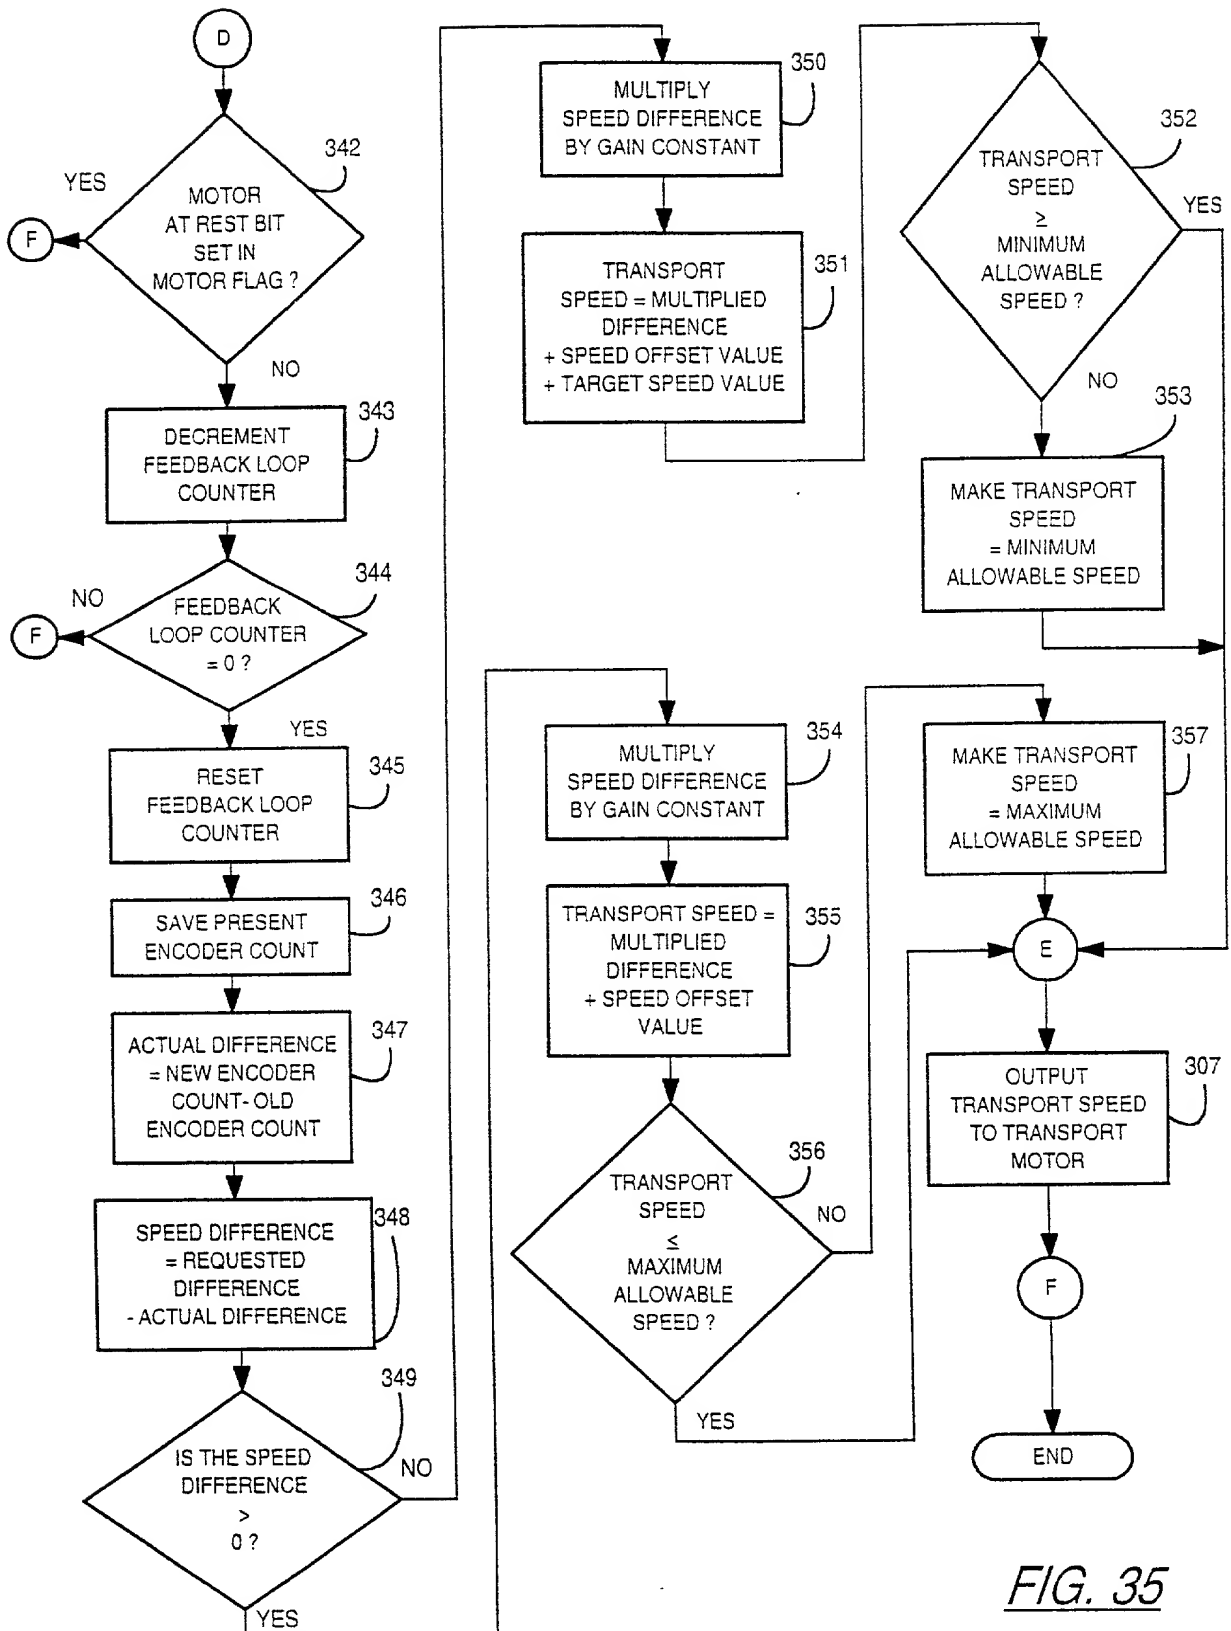 D
342
YES
MOTOR
AT REST BIT
SET IN
MOTOR FLAG ?
F
NO
343
DECREMENT
FEEDBACK LOOP
COUNTER
344
NO
FEEDBACK
LOOP COUNTER
= 0 ?
F
YES
345
RESET
FEEDBACK LOOP
COUNTER
346
SAVE PRESENT
ENCODER COUNT
347
ACTUAL DIFFERENCE
= NEW ENCODER
COUNT- OLD
ENCODER COUNT
348
SPEED DIFFERENCE
= REQUESTED
DIFFERENCE
- ACTUAL DIFFERENCE
349
IS THE SPEED
DIFFERENCE
>
0 ?
NO
YES
350
MULTIPLY
SPEED DIFFERENCE
BY GAIN CONSTANT
351
TRANSPORT
SPEED = MULTIPLIED
DIFFERENCE
+ SPEED OFFSET VALUE
+ TARGET SPEED VALUE
352
TRANSPORT
SPEED
≥
MINIMUM
ALLOWABLE
SPEED ?
YES
NO
353
MAKE TRANSPORT
SPEED
= MINIMUM
ALLOWABLE SPEED
354
MULTIPLY
SPEED DIFFERENCE
BY GAIN CONSTANT
355
TRANSPORT SPEED =
MULTIPLIED
DIFFERENCE
+ SPEED OFFSET
VALUE
356
TRANSPORT
SPEED
≤
MAXIMUM
ALLOWABLE
SPEED ?
NO
YES
357
MAKE TRANSPORT
SPEED
= MAXIMUM
ALLOWABLE SPEED
E
307
OUTPUT
TRANSPORT SPEED
TO TRANSPORT
MOTOR
F
END
FIG. 35